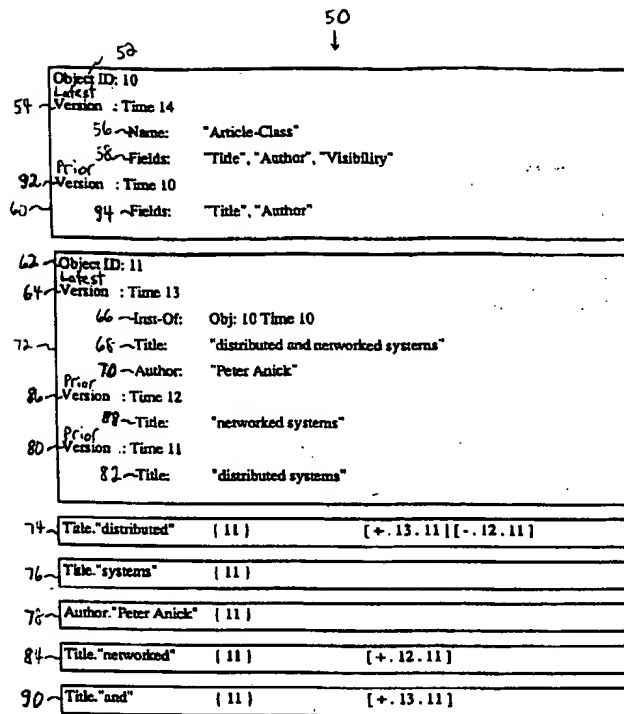 50
52
Object ID: 10
Latest
54 Version : Time 14
56 Name: "Article-Class"
58 Fields: "Title", "Author", "Visibility"
Prior
92 Version : Time 10
60 94 Fields: "Title", "Author"
62 Object ID: 11
Latest
64 Version : Time 13
66 Inst-Of: Obj: 10 Time 10
72 68 Title: "distributed and networked systems"
70 Author: "Peter Anick"
Prior
86 Version : Time 12
88 Title: "networked systems"
Prior
80 Version : Time 11
82 Title: "distributed systems"
74 Title."distributed" { 11 } [+.13.11][-.12.11]
76 Title."systems" { 11 }
78 Author."Peter Anick" { 11 }
84 Title."networked" { 11 } [+.12.11]
90 Title."and" { 11 } [+.13.11]